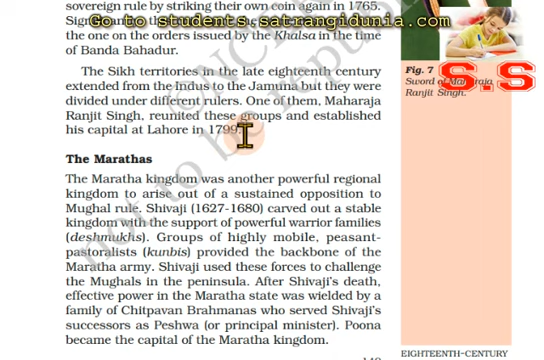 sovereign rule by striking their own coin again in 1765.
Go to students.satrangidunia.com
the one on the orders issued by the Khalsa in the time
of Banda Bahadur.
The Sikh territories in the late eighteenth century
extended from the Indus to the Jamuna but they were
divided under different rulers. One of them, Maharaja
Ranjit Singh, reunited these groups and established
his capital at Lahore in 1799.
Fig. 7
Sword of Maharaja
Ranjit Singh.
S.S
The Marathas
The Maratha kingdom was another powerful regional
kingdom to arise out of a sustained opposition to
Mughal rule. Shivaji (1627-1680) carved out a stable
kingdom with the support of powerful warrior families
(deshmukhs). Groups of highly mobile, peasant-
pastoralists (kunbis) provided the backbone of the
Maratha army. Shivaji used these forces to challenge
the Mughals in the peninsula. After Shivaji's death,
effective power in the Maratha state was wielded by a
family of Chitpavan Brahmanas who served Shivaji's
successors as Peshwa (or principal minister). Poona
became the capital of the Maratha kingdom.
EIGHTEENTH-CENTURY
not to be republi